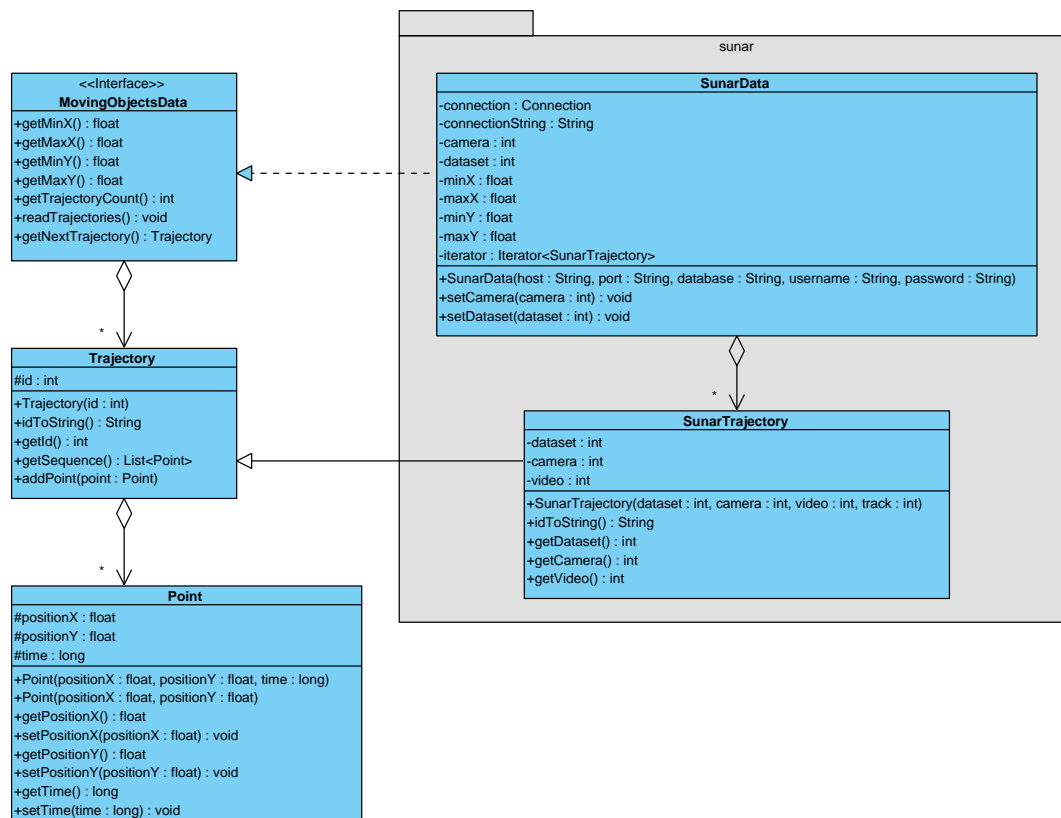 sunar
<<Interface>>
MovingObjectsData
+getMinX() : float
+getMaxX() : float
+getMinY() : float
+getMaxY() : float
+getTrajectoryCount() : int
+readTrajectories() : void
+getNextTrajectory() : Trajectory
SunarData
-connection : Connection
-connectionString : String
-camera : int
-dataset : int
-minX : float
-maxX : float
-minY : float
-maxY : float
-iterator : Iterator<SunarTrajectory>
+SunarData(host : String, port : String, database : String, username : String, password : String)
+setCamera(camera : int) : void
+setDataset(dataset : int) : void
*
Trajectory
#id : int
+Trajectory(id : int)
+idToString() : String
+getId() : int
+getSequence() : List<Point>
+addPoint(point : Point)
*
SunarTrajectory
-dataset : int
-camera : int
-video : int
+SunarTrajectory(dataset : int, camera : int, video : int, track : int)
+idToString() : String
+getDataset() : int
+getCamera() : int
+getVideo() : int
*
Point
#positionX : float
#positionY : float
#time : long
+Point(positionX : float, positionY : float, time : long)
+Point(positionX : float, positionY : float)
+getPositionX() : float
+setPositionX(positionX : float) : void
+getPositionY() : float
+setPositionY(positionY : float) : void
+getTime() : long
+setTime(time : long) : void